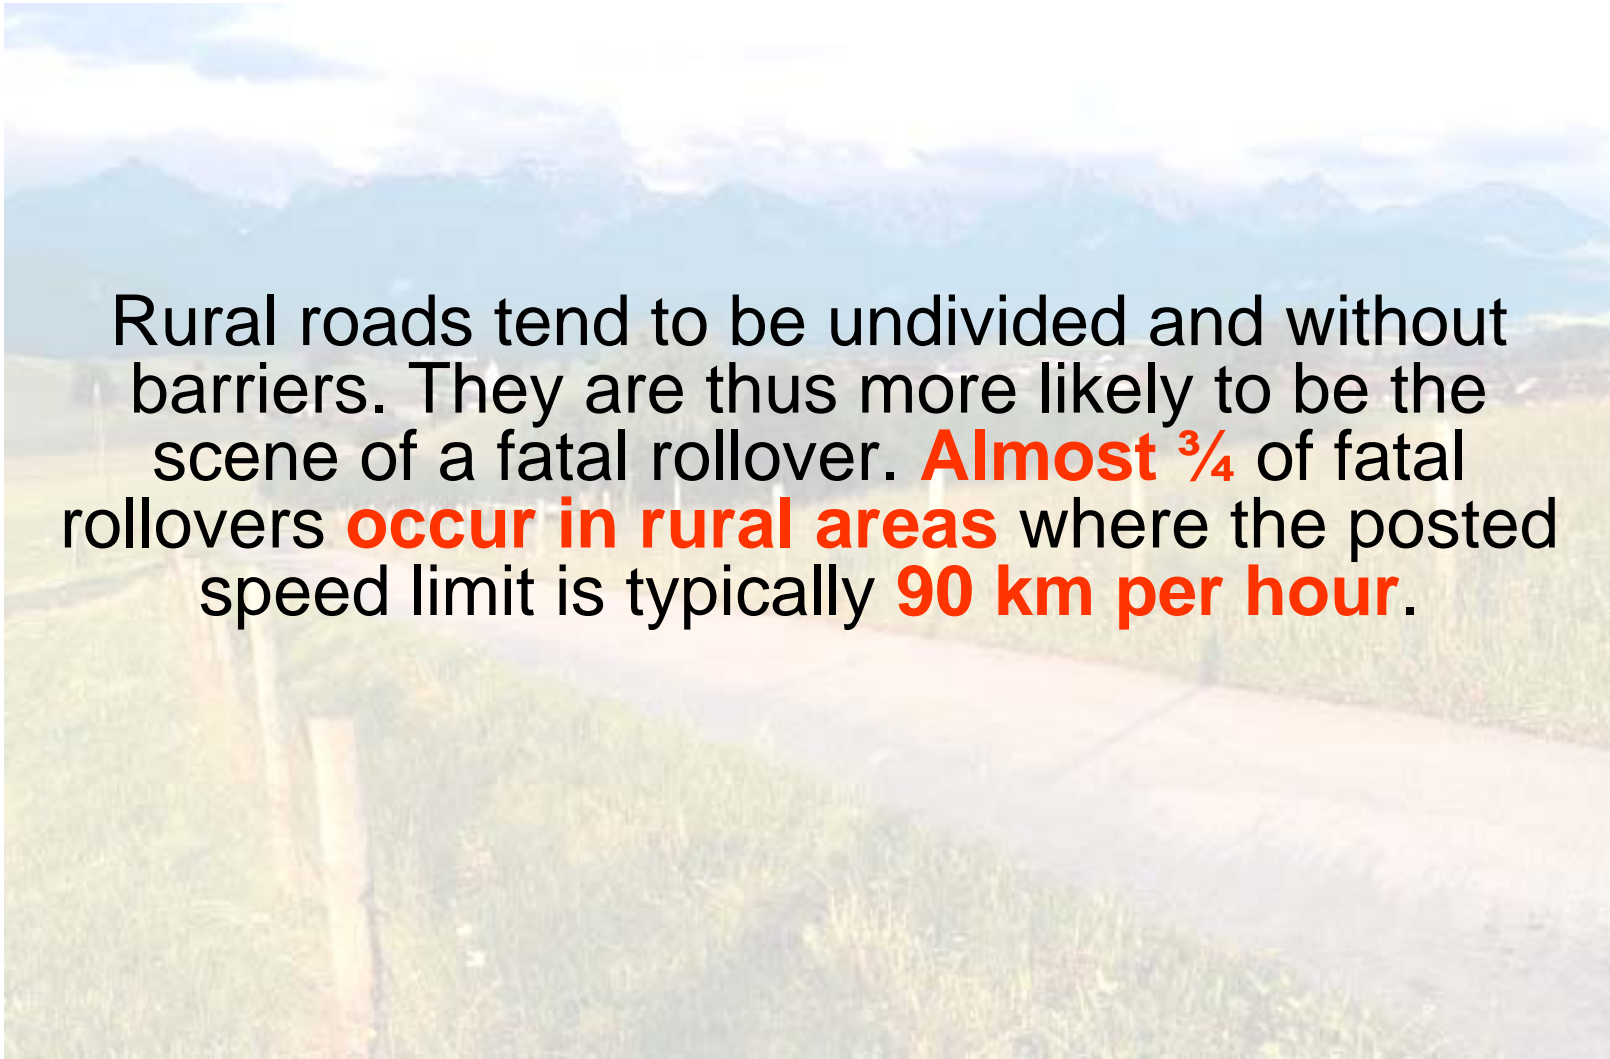 Rural roads tend to be undivided and without
barriers. They are thus more likely to be the
scene of a fatal rollover. Almost ¾ of fatal
rollovers occur in rural areas where the posted
speed limit is typically 90 km per hour.